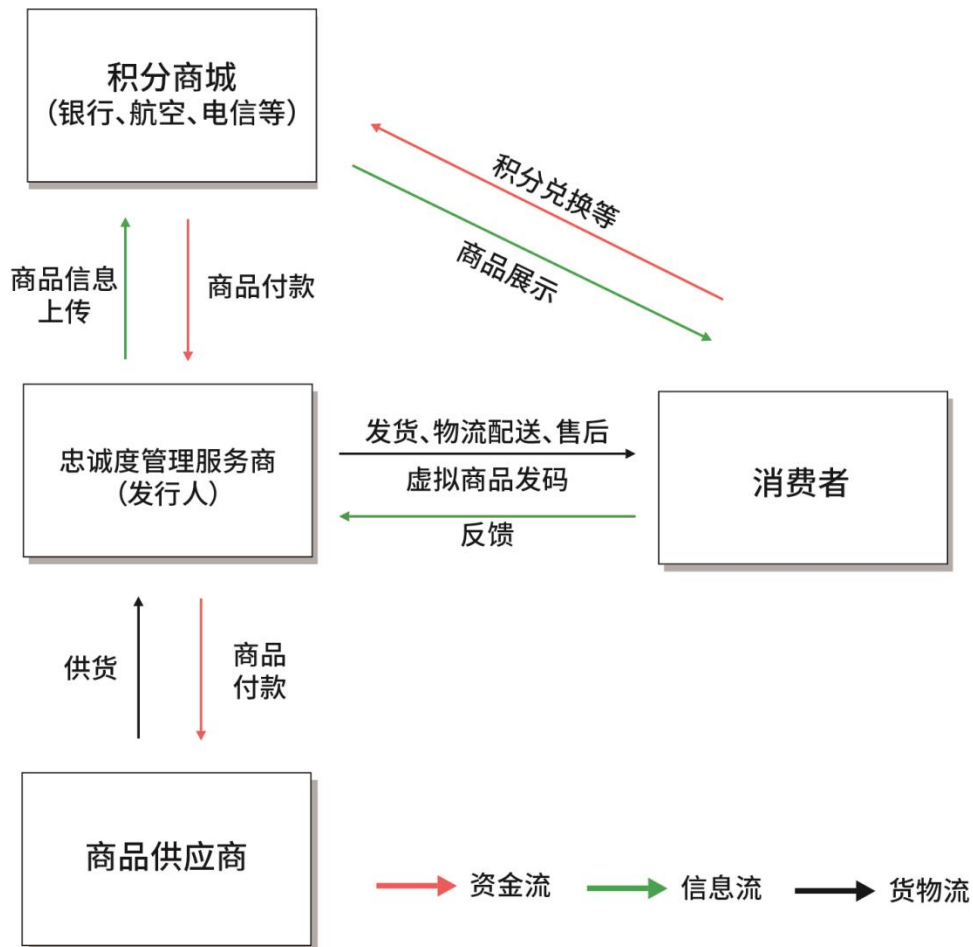 积分商城
（银行、航空、电信等）
积分兑换等
商品展示
商品信息
上传
商品付款
忠诚度管理服务商
（发行人）
发货、物流配送、售后
虚拟商品发码
反馈
消费者
供货
商品
付款
商品供应商
资金流
信息流
货物流